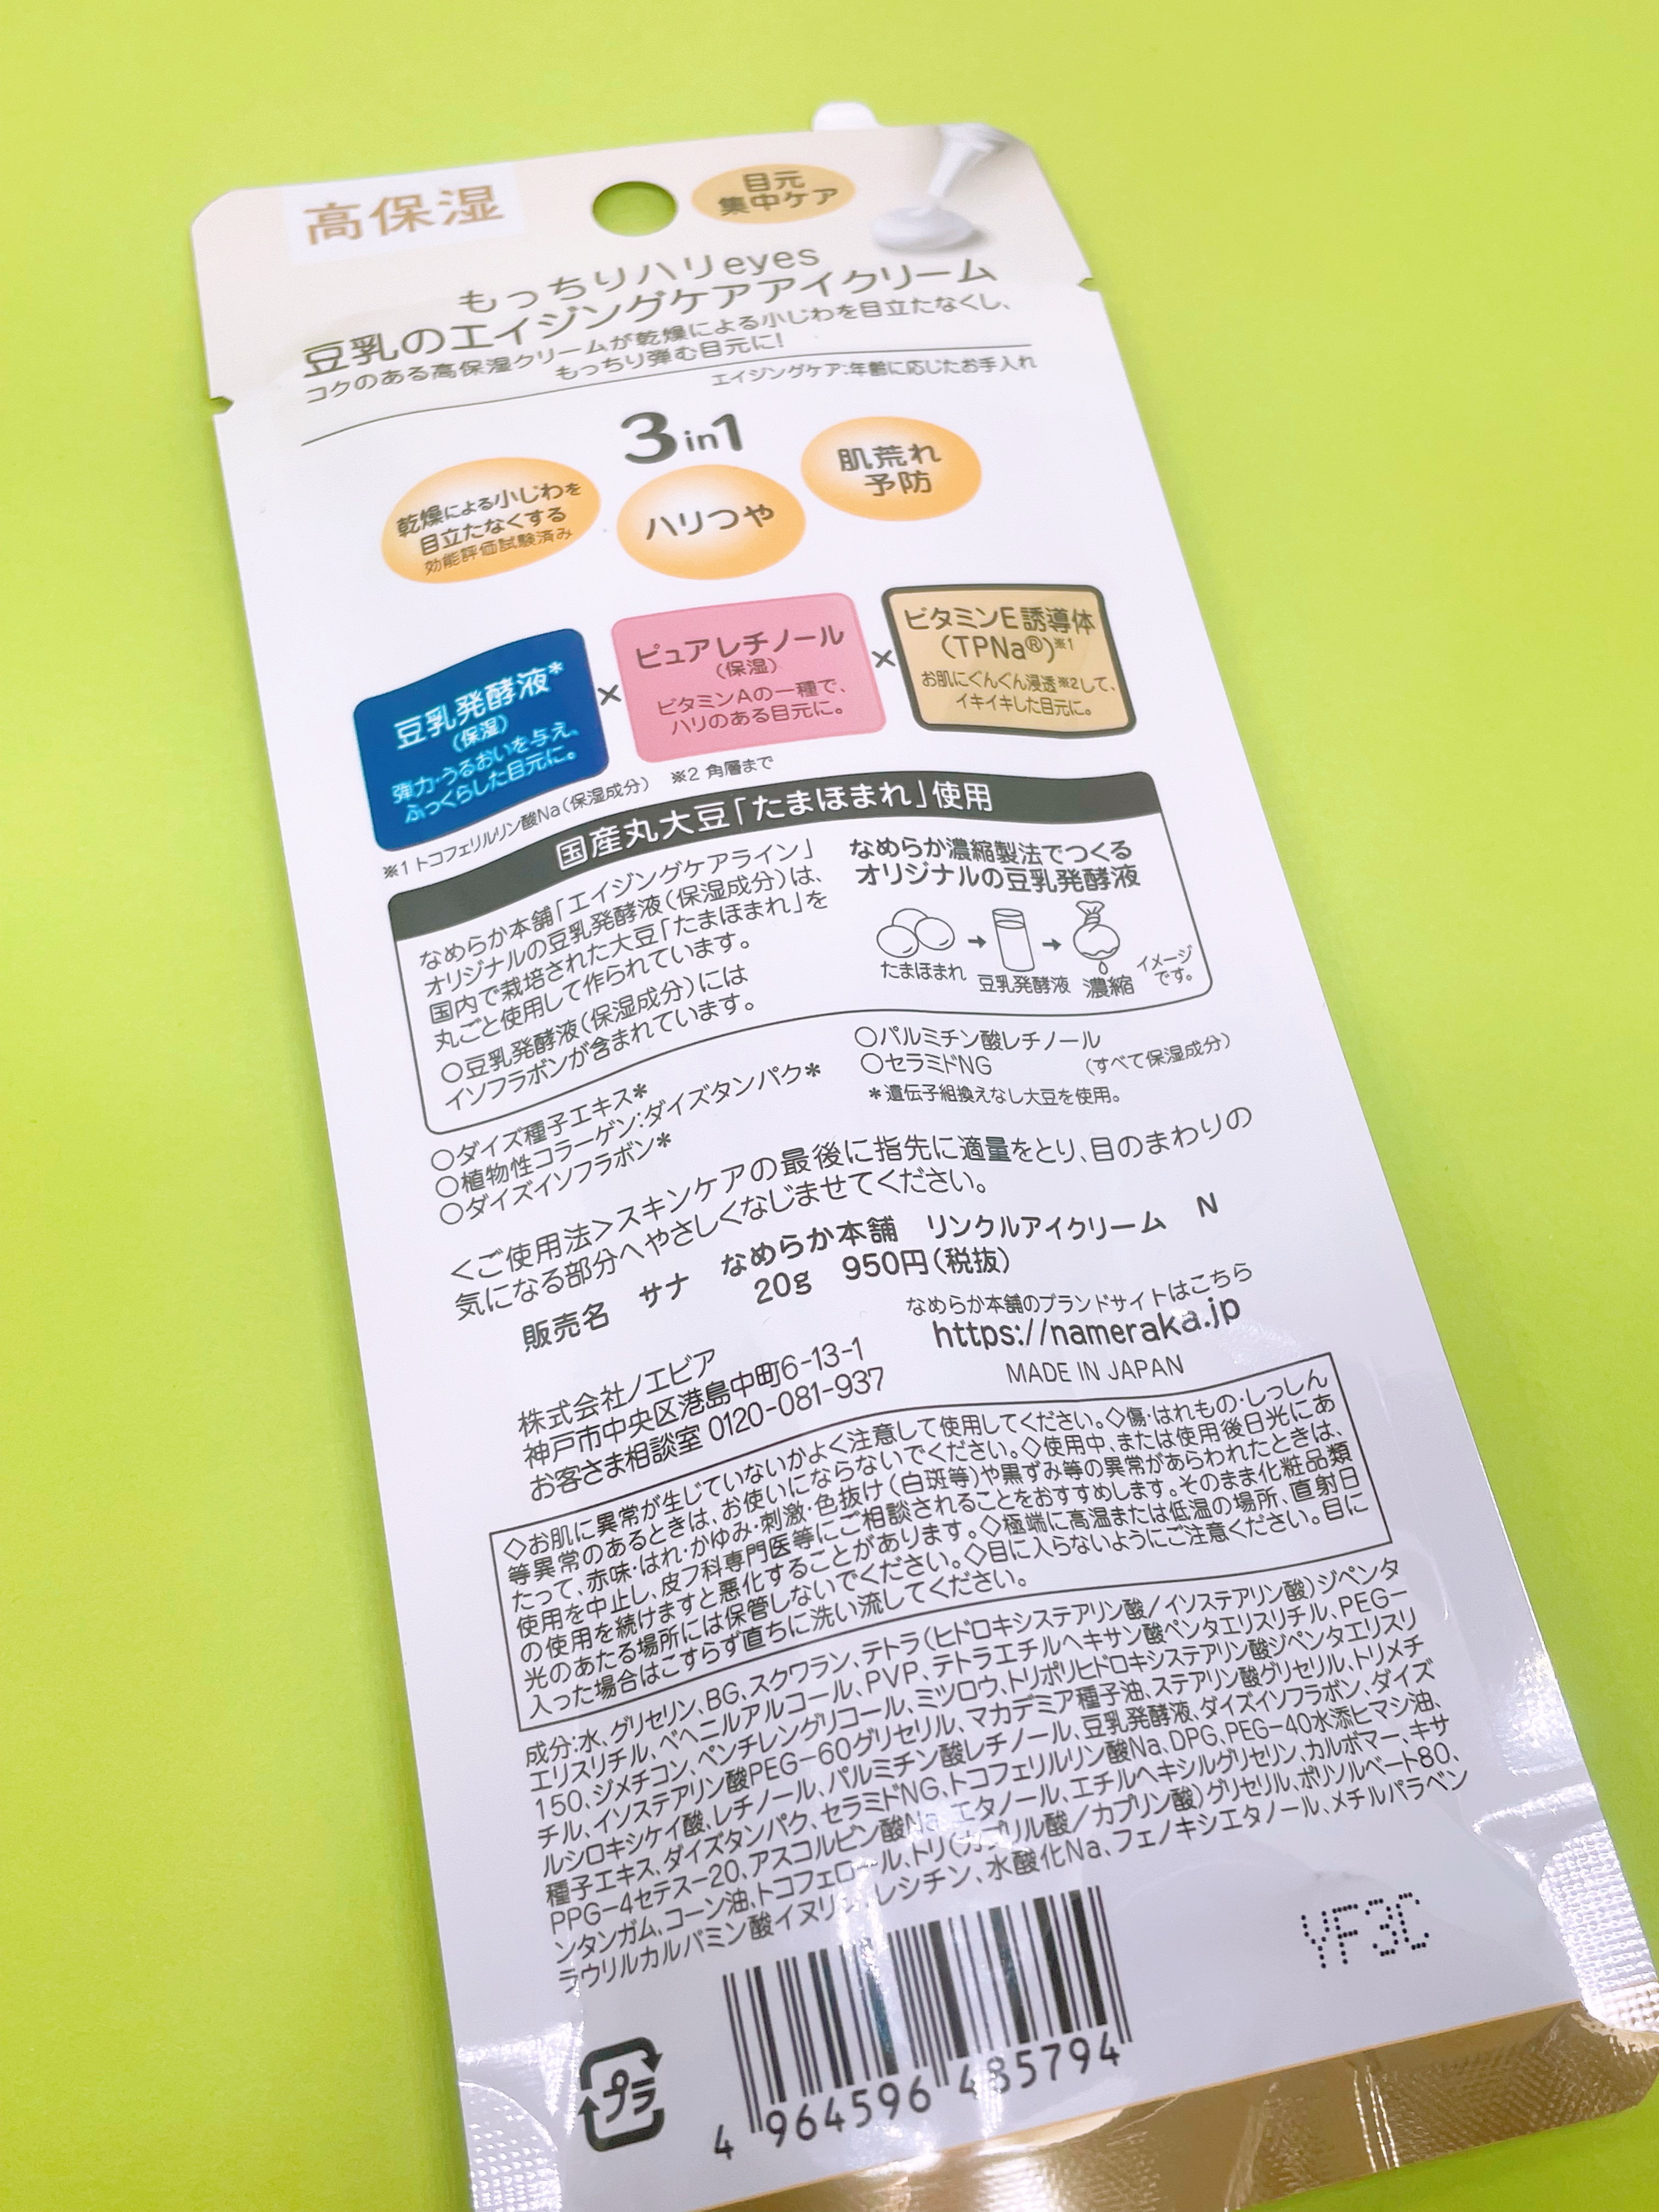 高保湿
目元
集中ケア
もっちりハリeyes
豆乳のエイジングケアアイクリーム
コクのある高保湿クリームが乾燥による小じわを目立たなくし、
もっちり弾む目元に!
エイジングケア:年齢に応じたお手入れ
3in1
乾燥による小じわを
目立たなくする
効能評価試験済み
ハリつや
肌荒れ
予防
豆乳発酵液*
(保湿)
弾力・うるおいを与え、
ふっくらした目元に。
×
ピュアレチノール
(保湿)
ビタミンAの一種で、
ハリのある目元に。
×
ビタミンE誘導体
(TPNa®)※1
お肌にぐんぐん浸透※2して、
イキイキした目元に。
※1 トコフェリルリン酸Na(保湿成分) ※2 角層まで
国産丸大豆「たまほまれ」使用
なめらか本舗「エイジングケアライン」
オリジナルの豆乳発酵液(保湿成分)は、
国内で栽培された大豆「たまほまれ」を
丸ごと使用して作られています。
○豆乳発酵液(保湿成分)には
イソフラボンが含まれています。
なめらか濃縮製法でつくる
オリジナルの豆乳発酵液
たまほまれ
豆乳発酵液
濃縮
イメージ
です。
○ダイズ種子エキス*
○植物性コラーゲン:ダイズタンパク*
○ダイズイソフラボン*
○パルミチン酸レチノール
○セラミドNG (すべて保湿成分)
*遺伝子組換えなし大豆を使用。
<ご使用法>スキンケアの最後に指先に適量をとり、目のまわりの
気になる部分へやさしくなじませてください。
販売名 サナ なめらか本舗 リンクルアイクリーム N
20g 950円(税抜)
株式会社ノエビア
神戸市中央区港島中町6-13-1
お客さま相談室 0120-081-937
なめらか本舗のブランドサイトはこちら
https://nameraka.jp
MADE IN JAPAN
◇お肌に異常が生じていないかよく注意して使用してください。◇傷・はれもの・しっしん
等異常のあるときは、お使いにならないでください。◇使用中、または使用後日光にあ
たって、赤味・はれ・かゆみ・刺激・色抜け(白斑等)や黒ずみ等の異常があらわれたときは、
使用を中止し、皮フ科専門医等にご相談されることをおすすめします。そのまま化粧品類
の使用を続けますと悪化することがあります。◇極端に高温または低温の場所、直射日
光のあたる場所には保管しないでください。◇目に入らないようにご注意ください。目に
入った場合はこすらず直ちに洗い流してください。
成分:水、グリセリン、BG、スクワラン、テトラ(ヒドロキシステアリン酸/イソステアリン酸)ジペンタ
エリスリチル、ベヘニルアルコール、PVP、テトラエチルヘキサン酸ペンタエリスリチル、PEG-
150、ジメチコン、ペンチレングリコール、ミツロウ、トリポリヒドロキシステアリン酸ジペンタエリスリ
チル、イソステアリン酸PEG-60グリセリル、マカデミア種子油、ステアリン酸グリセリル、トリメチ
ルシロキシケイ酸、レチノール、パルミチン酸レチノール、豆乳発酵液、ダイズイソフラボン、ダイズ
種子エキス、ダイズタンパク、セラミドNG、トコフェリルリン酸Na、DPG、PEG-40水添ヒマシ油、
PPG-4セテス-20、アスコルビン酸Na、エタノール、エチルヘキシルグリセリン、カルボマー、キサ
ンタンガム、コーン油、トコフェロール、トリ(カプリル酸/カプリン酸)グリセリル、ポリソルベート80、
ラウリルカルバミン酸イヌリン、レシチン、水酸化Na、フェノキシエタノール、メチルパラベン
YF3C
プラ
4 964596 485794